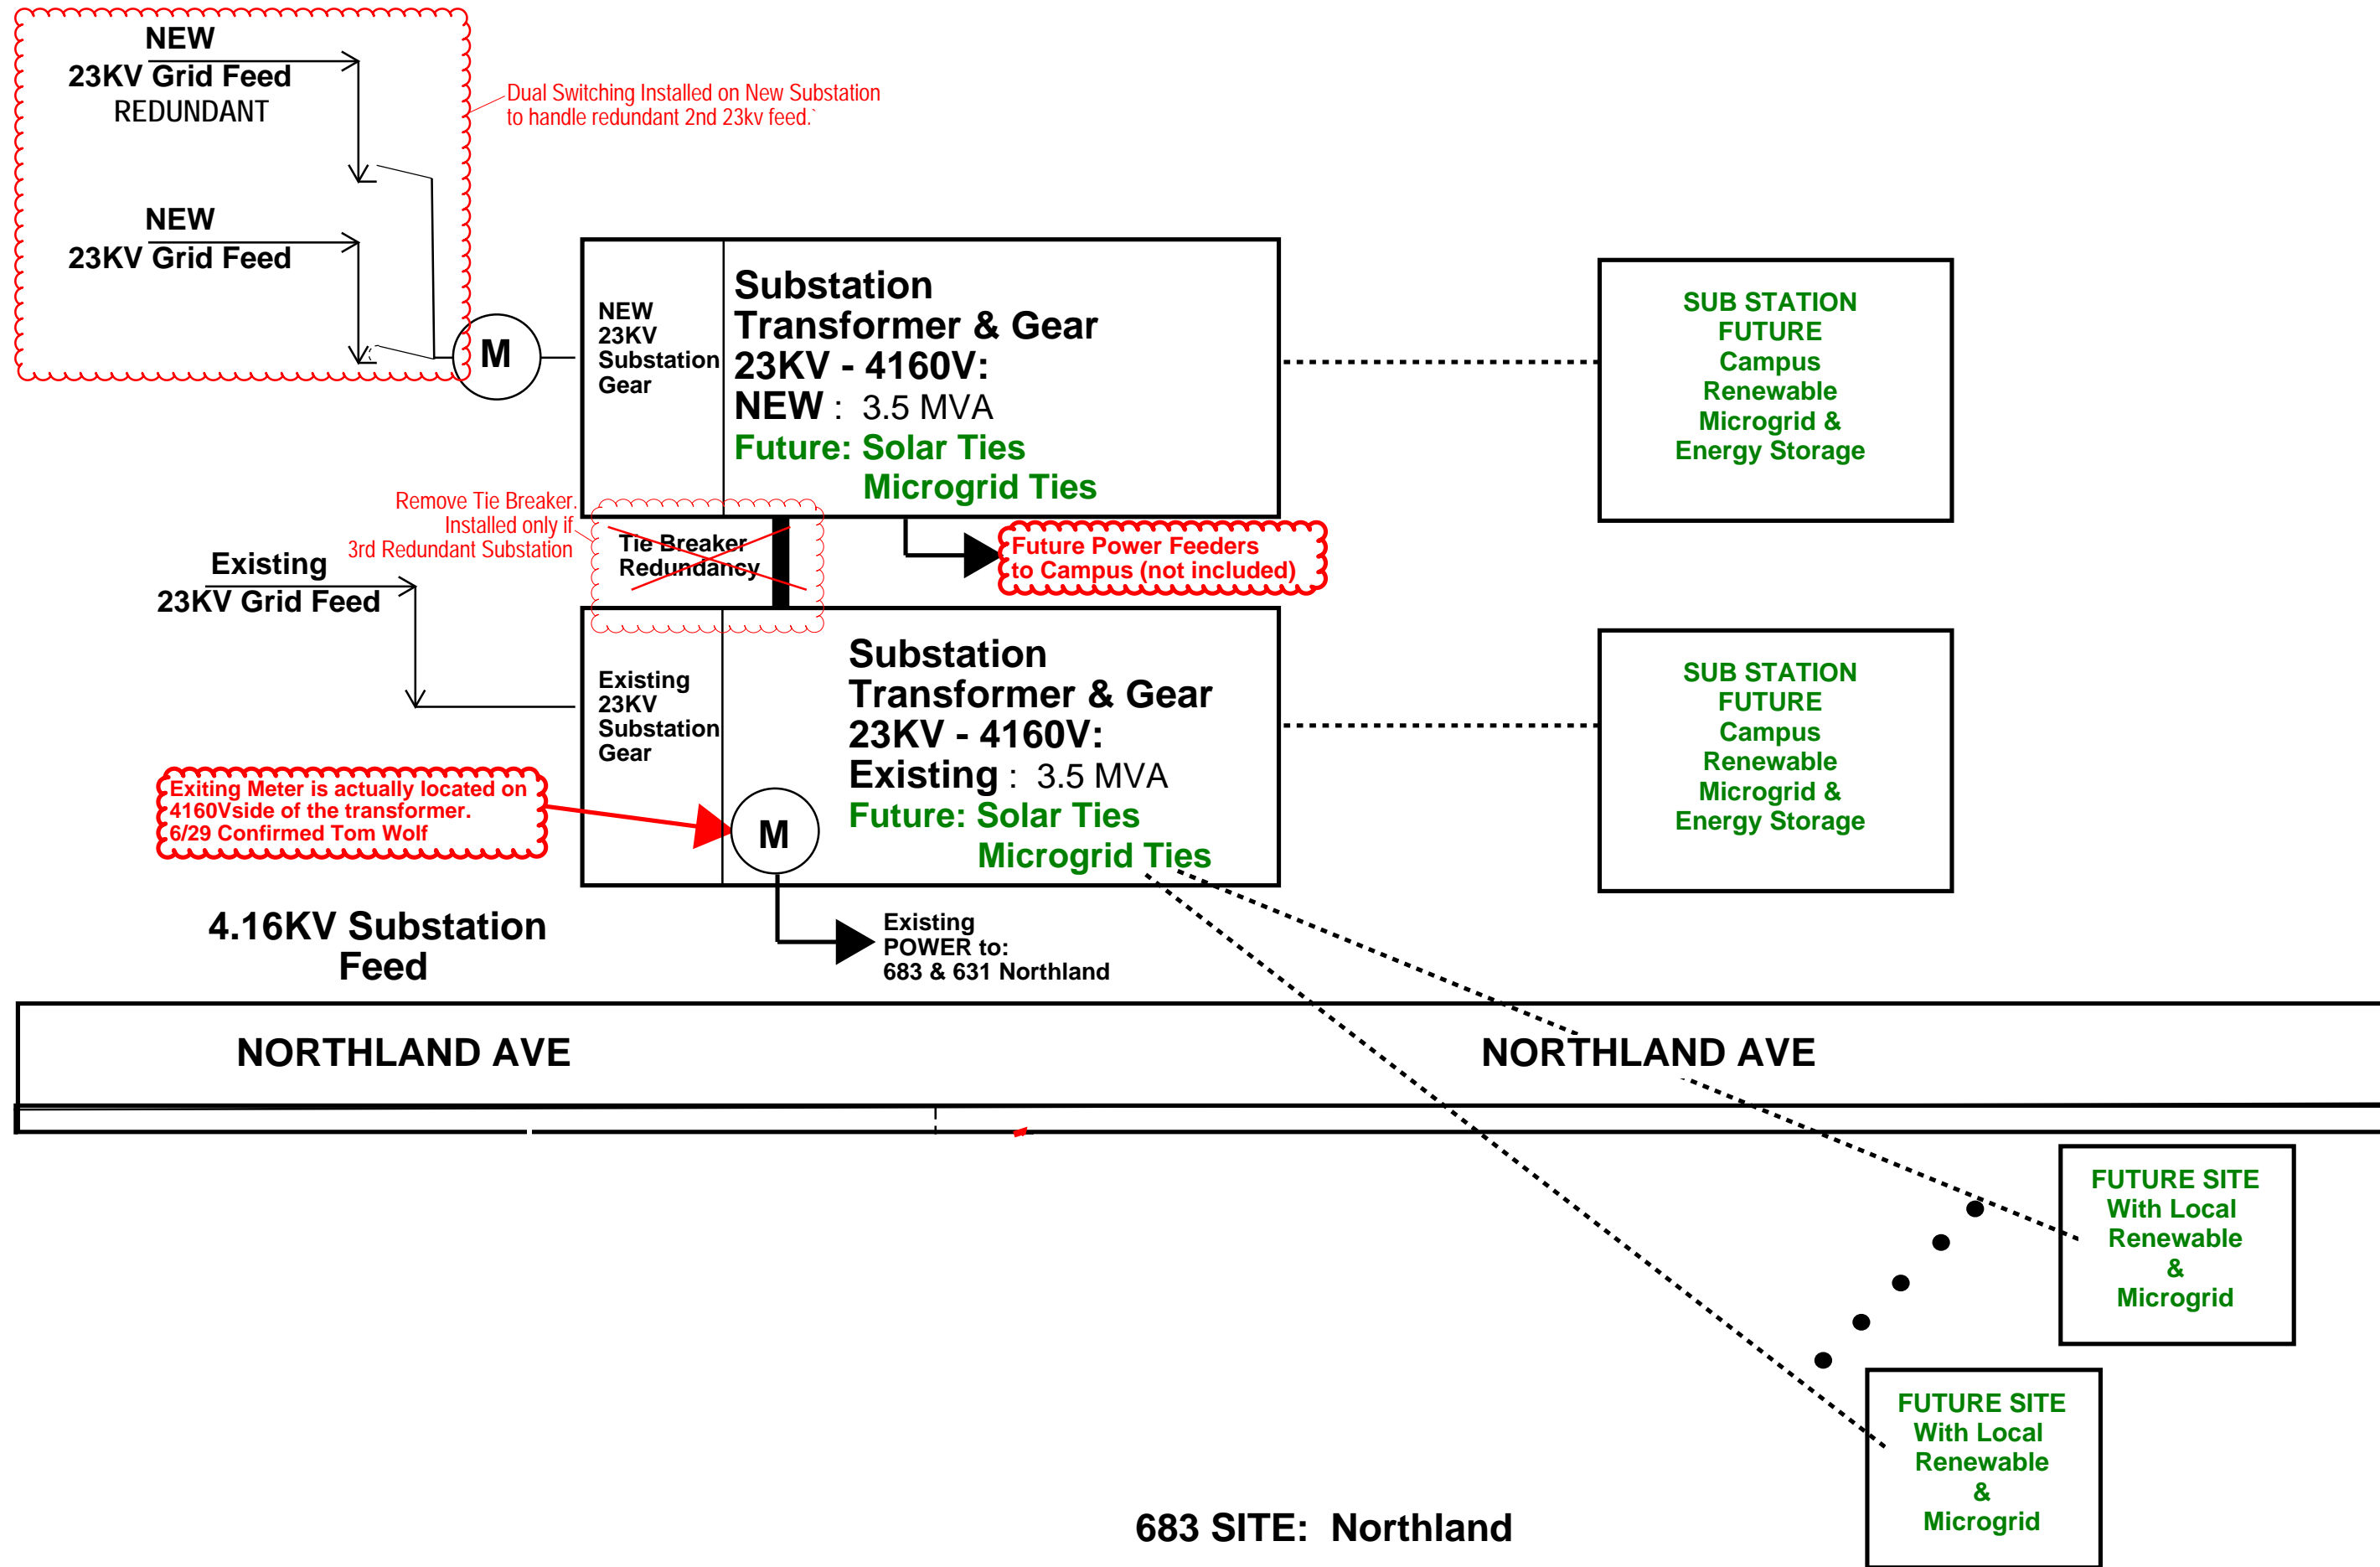 NEW
23KV Grid Feed
REDUNDANT
Dual Switching Installed on New Substation
to handle redundant 2nd 23kv feed.`
NEW
23KV Grid Feed
M
NEW
23KV
Substation
Gear
Substation
Transformer & Gear
23KV - 4160V:
NEW : 3.5 MVA
Future: Solar Ties
Microgrid Ties
SUB STATION
FUTURE
Campus
Renewable
Microgrid &
Energy Storage
Remove Tie Breaker.
Installed only if
3rd Redundant Substation
Tie Breaker
Redundancy
Future Power Feeders
to Campus (not included)
Existing
23KV Grid Feed
Existing
23KV
Substation
Gear
Substation
Transformer & Gear
23KV - 4160V:
Existing : 3.5 MVA
Future: Solar Ties
Microgrid Ties
M
SUB STATION
FUTURE
Campus
Renewable
Microgrid &
Energy Storage
Exiting Meter is actually located on
4160Vside of the transformer.
6/29 Confirmed Tom Wolf
4.16KV Substation
Feed
Existing
POWER to:
683 & 631 Northland
NORTHLAND AVE
NORTHLAND AVE
FUTURE SITE
With Local
Renewable
&
Microgrid
FUTURE SITE
With Local
Renewable
&
Microgrid
683 SITE: Northland